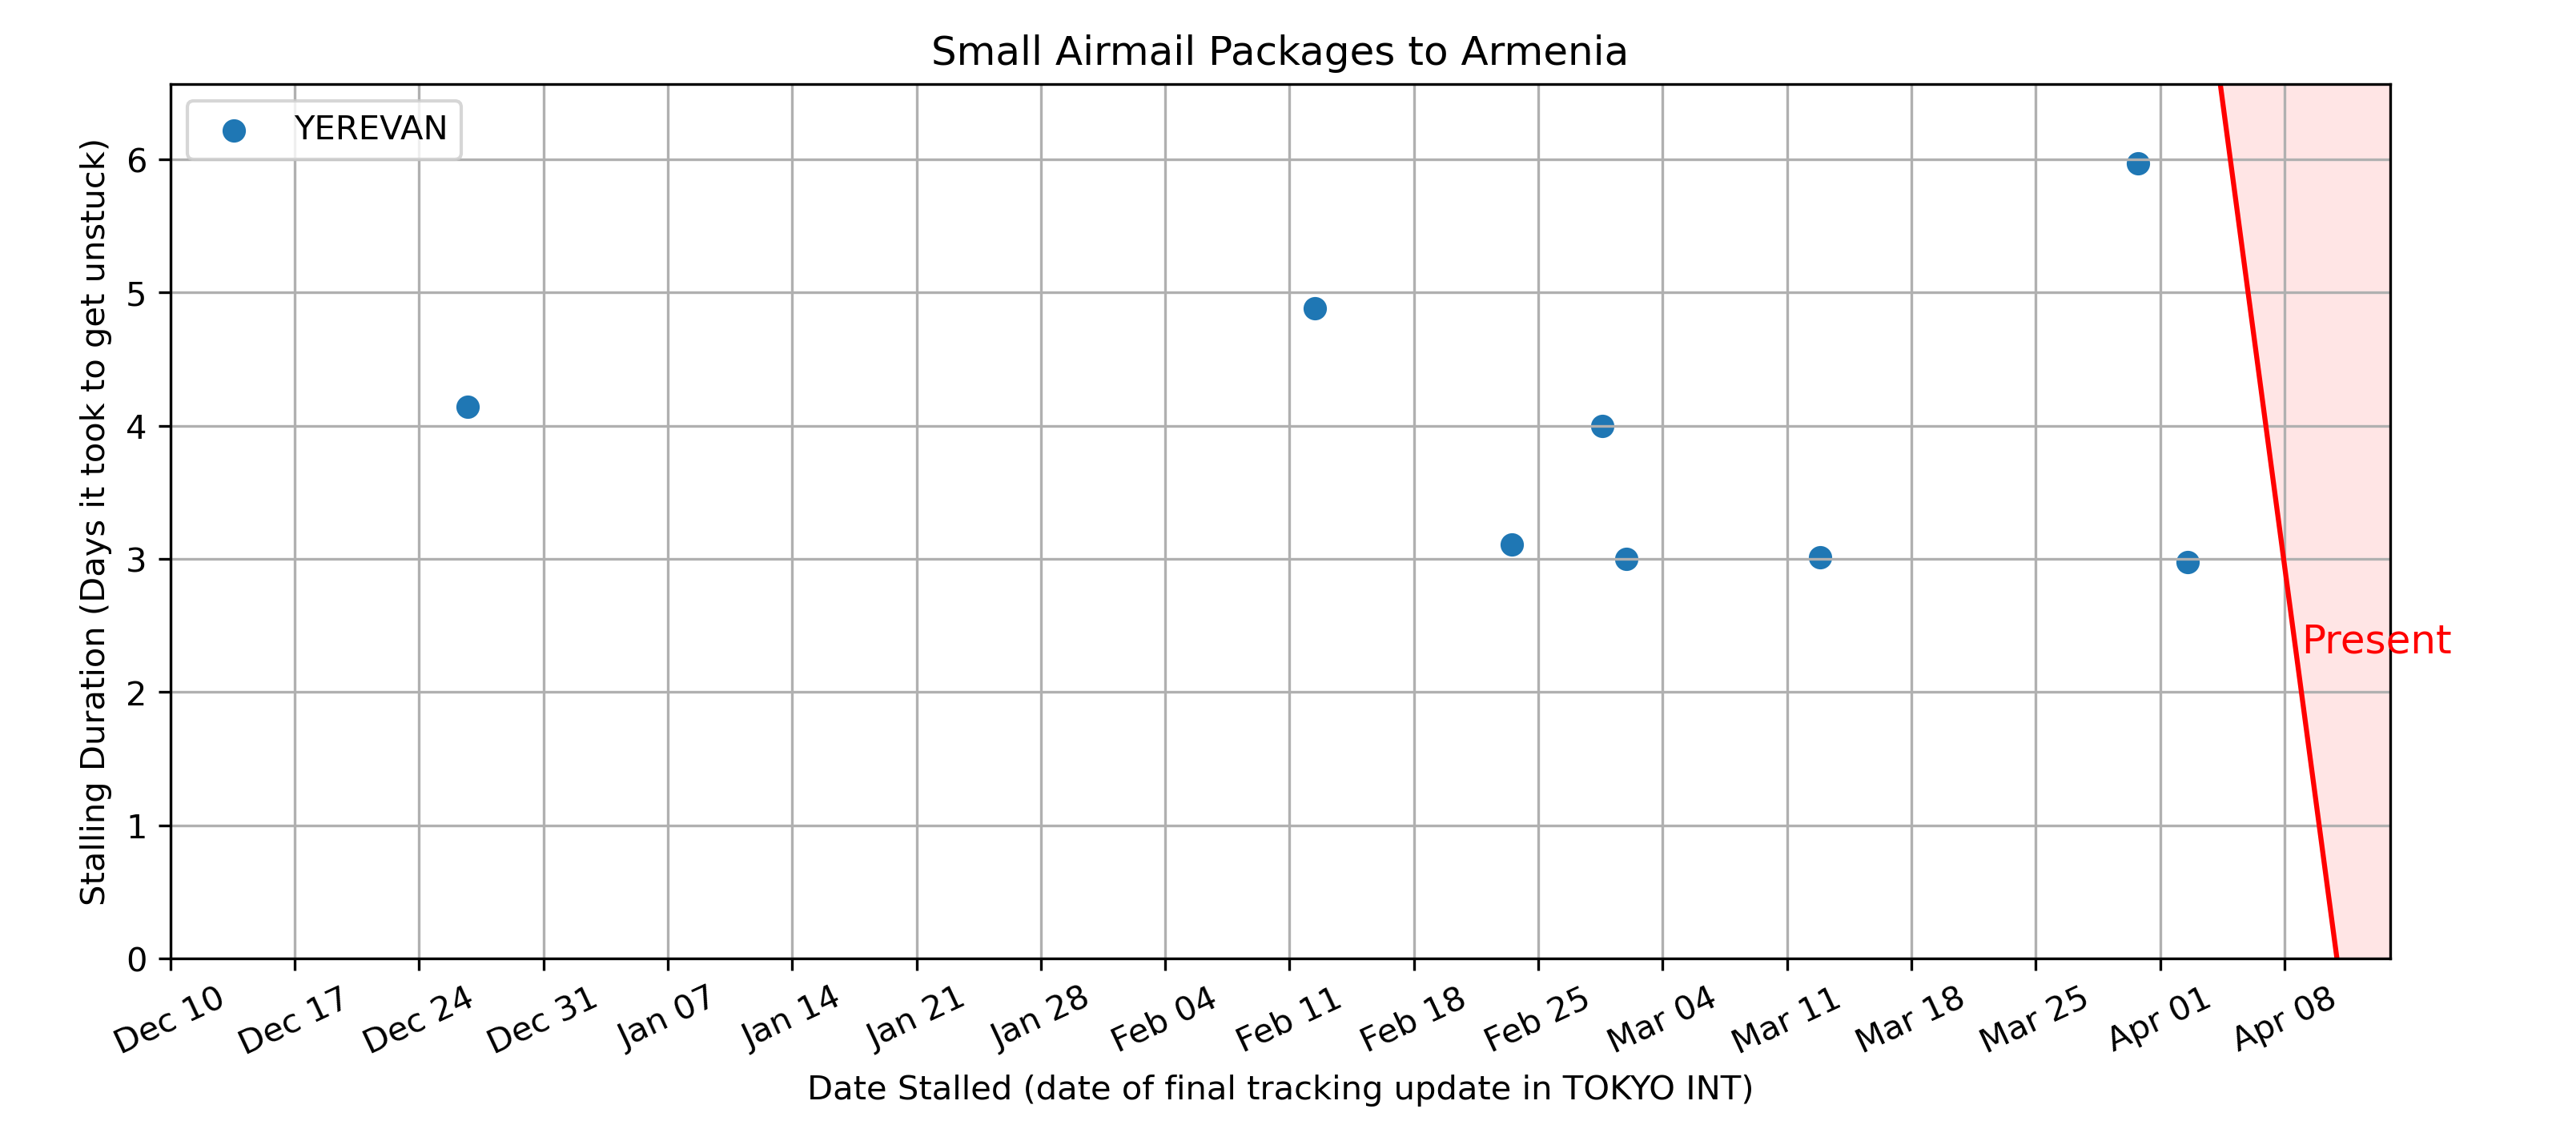 Small Airmail Packages to Armenia
YEREVAN
Stalling Duration (Days it took to get unstuck)
6
5
4
3
2
1
0
Present
Dec 10
Dec 17
Dec 24
Dec 31
Jan 07
Jan 14
Jan 21
Jan 28
Feb 04
Feb 11
Feb 18
Feb 25
Mar 04
Mar 11
Mar 18
Mar 25
Apr 01
Apr 08
Date Stalled (date of final tracking update in TOKYO INT)